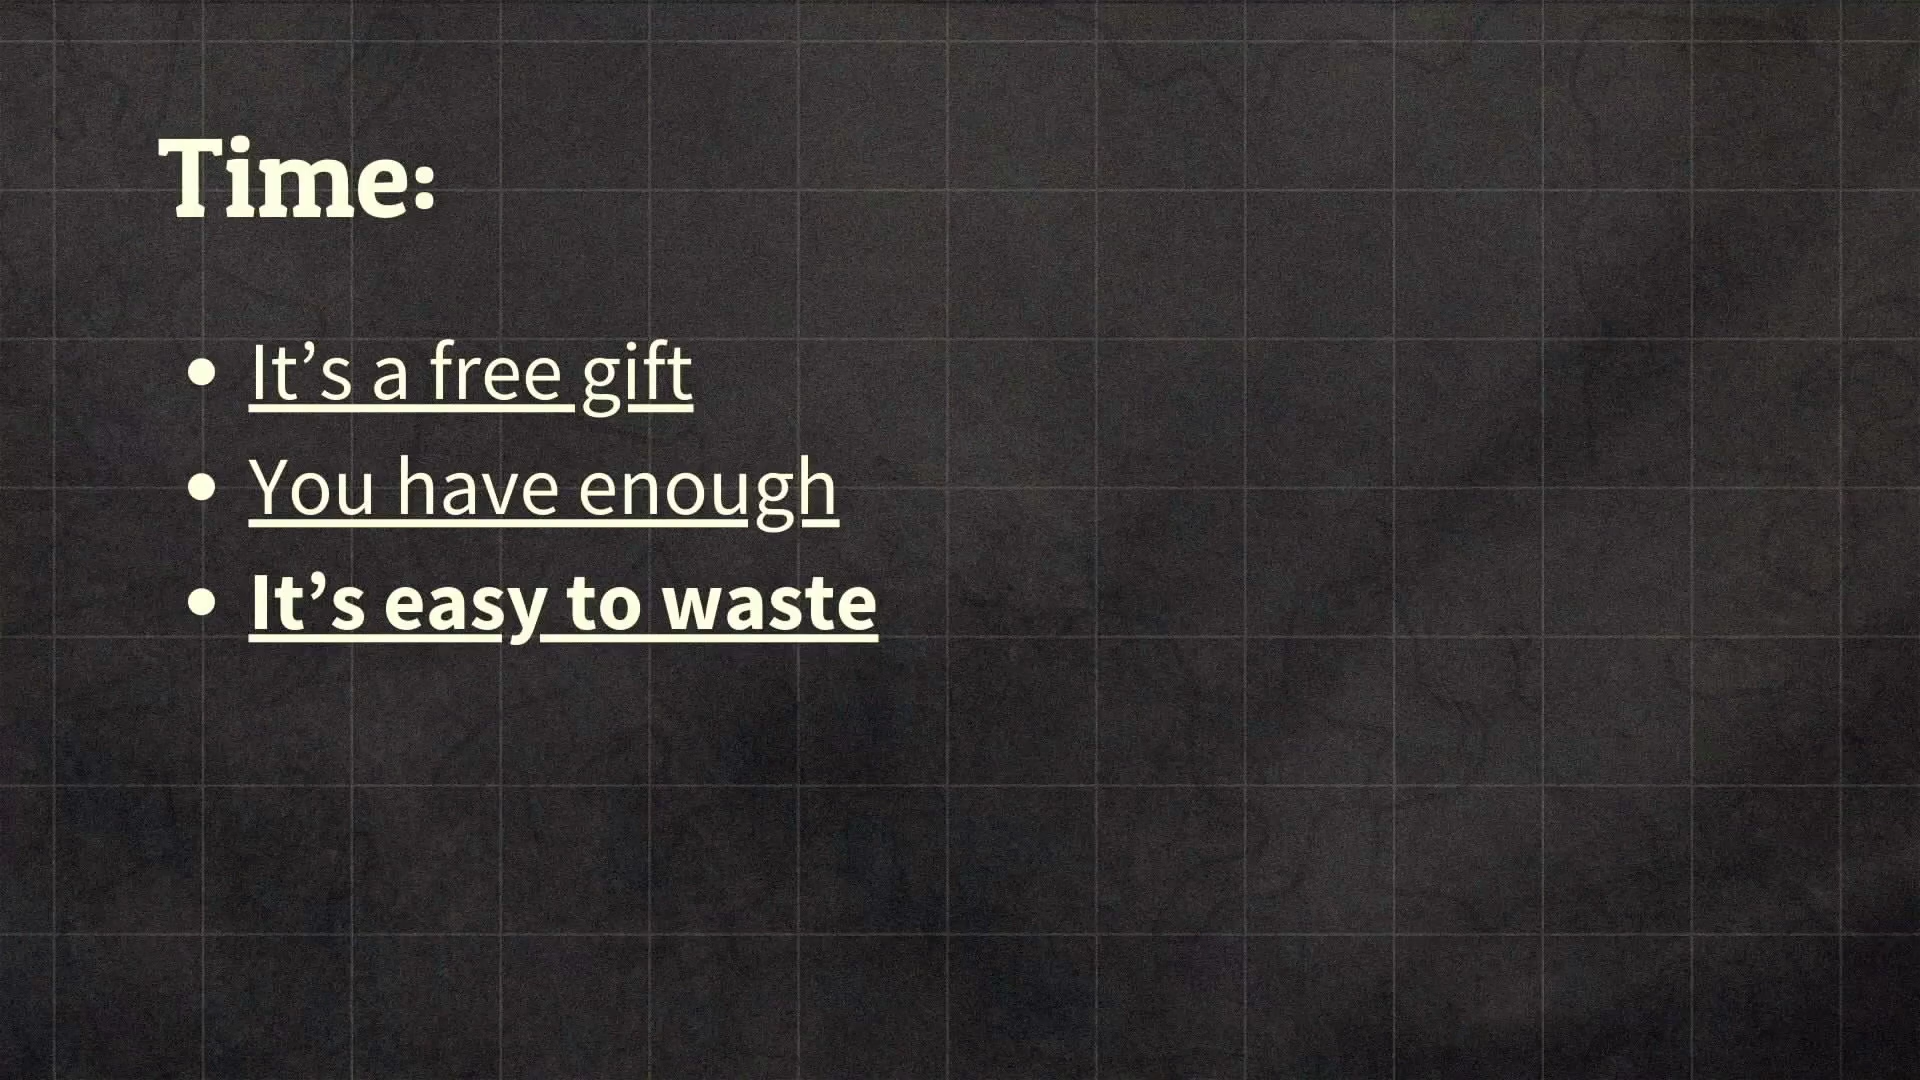 Time:
• It’s a free gift
• You have enough
• It’s easy to waste